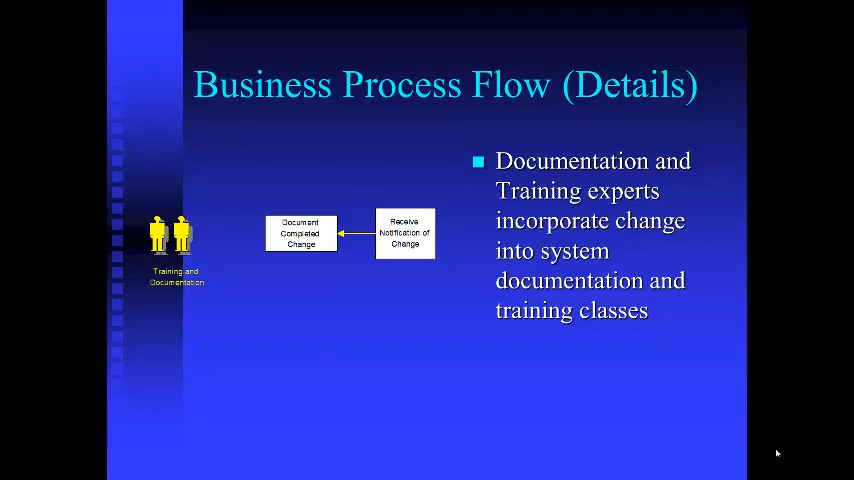 Business Process Flow (Details)
Documentation and
Training experts
incorporate change
into system
documentation and
training classes
Document
Completed
Change
Receive
Notification of
Change
Training and
Documentation